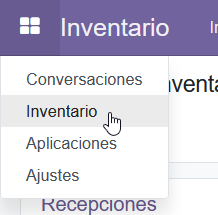 Inventario
Conversaciones
Inventario
Aplicaciones
Ajustes
Recepciones